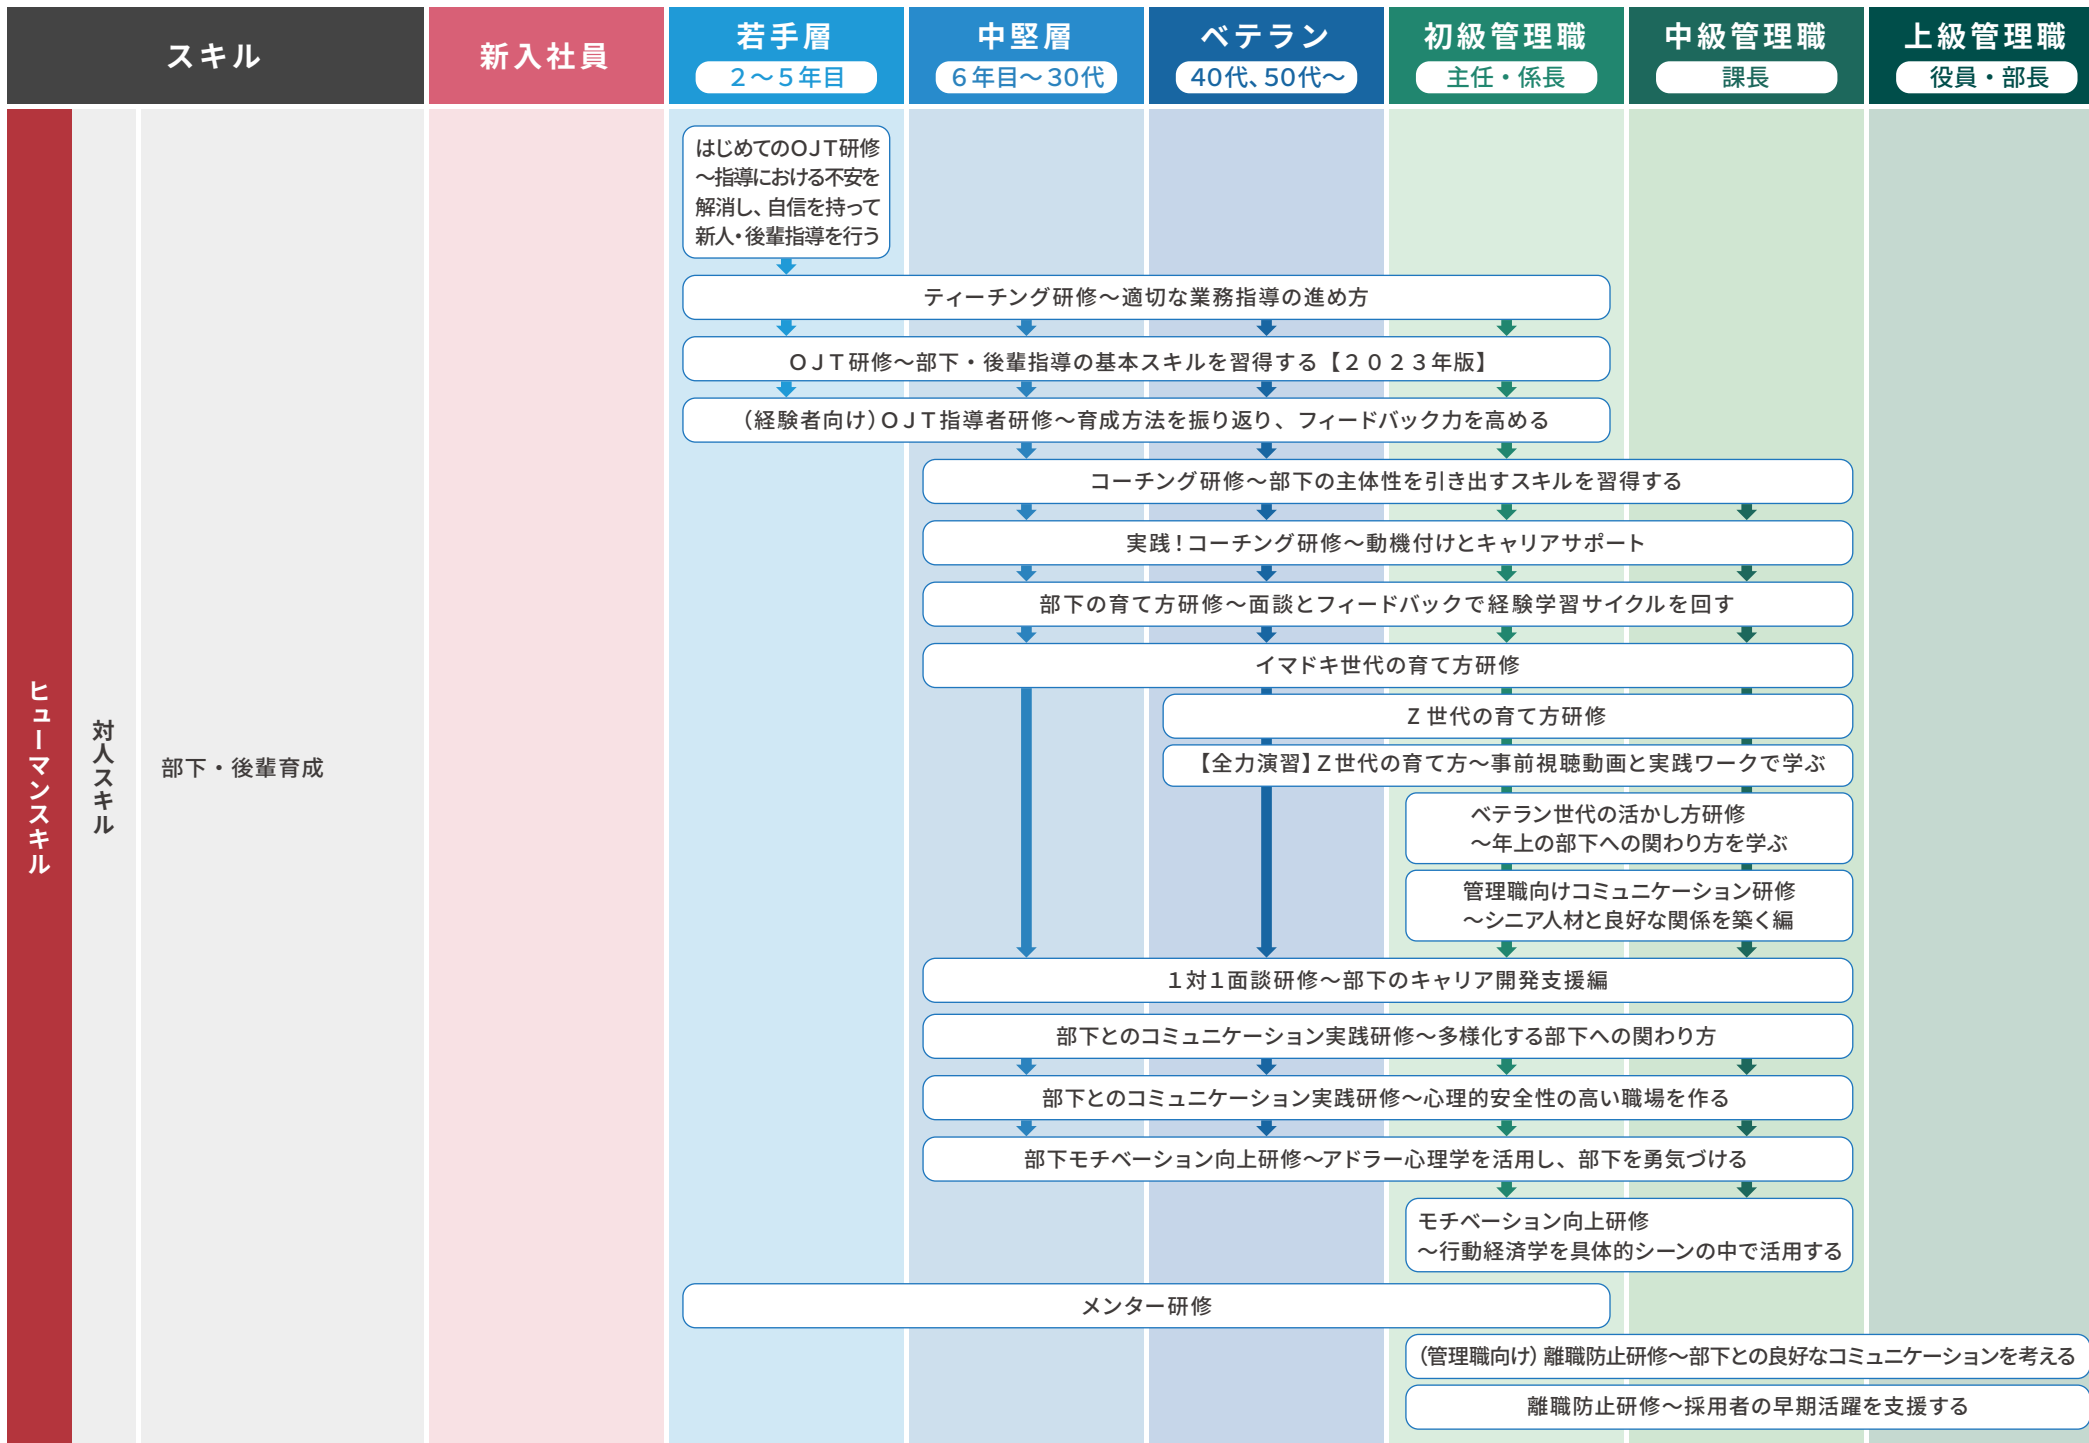 スキル
新入社員
若手層
２～５年目
中堅層
６年目～30代
ベテラン
40代、50代～
初級管理職
主任・係長
中級管理職
課長
上級管理職
役員・部長
ヒューマンスキル
対人スキル
部下・後輩育成
はじめてのＯＪＴ研修
～指導における不安を
解消し、自信を持って
新人・後輩指導を行う
ティーチング研修～適切な業務指導の進め方
ＯＪＴ研修～部下・後輩指導の基本スキルを習得する【２０２３年版】
（経験者向け）ＯＪＴ指導者研修～育成方法を振り返り、フィードバック力を高める
コーチング研修～部下の主体性を引き出すスキルを習得する
実践！コーチング研修～動機付けとキャリアサポート
部下の育て方研修～面談とフィードバックで経験学習サイクルを回す
イマドキ世代の育て方研修
Z 世代の育て方研修
【全力演習】Ｚ世代の育て方～事前視聴動画と実践ワークで学ぶ
ベテラン世代の活かし方研修
～年上の部下への関わり方を学ぶ
管理職向けコミュニケーション研修
～シニア人材と良好な関係を築く編
１対１面談研修～部下のキャリア開発支援編
部下とのコミュニケーション実践研修～多様化する部下への関わり方
部下とのコミュニケーション実践研修～心理的安全性の高い職場を作る
部下モチベーション向上研修～アドラー心理学を活用し、部下を勇気づける
モチベーション向上研修
～行動経済学を具体的シーンの中で活用する
メンター研修
（管理職向け）離職防止研修～部下との良好なコミュニケーションを考える
離職防止研修～採用者の早期活躍を支援する